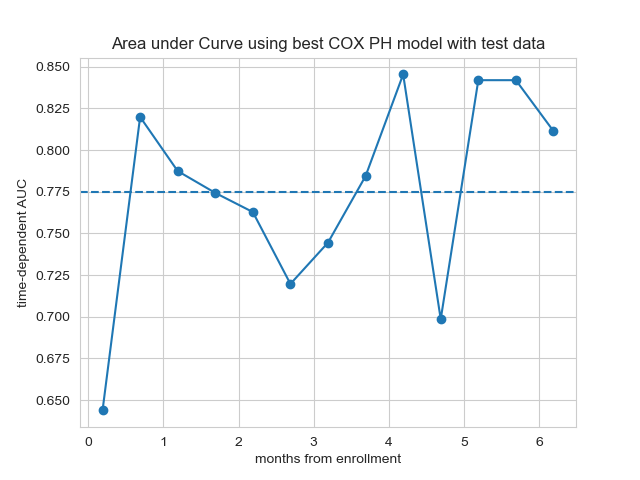 Area under Curve using best COX PH model with test data
time-dependent AUC
0.850
0.825
0.800
0.775
0.750
0.725
0.700
0.675
0.650
0 1 2 3 4 5 6
months from enrollment